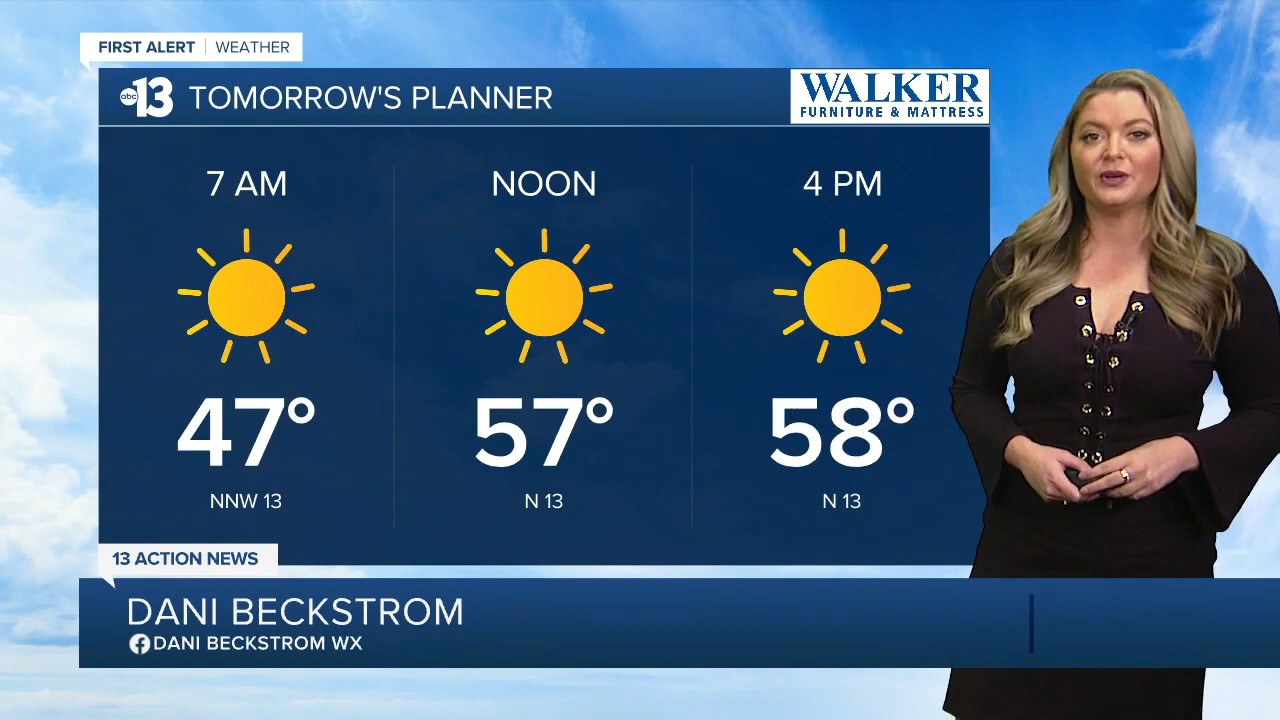 FIRST ALERT | WEATHER
abc 13 TOMORROW'S PLANNER
WALKER
FURNITURE & MATTRESS
7 AM NOON 4 PM
47° 57° 58°
NNW 13 N 13 N 13
13 ACTION NEWS
DANI BECKSTROM
DANI BECKSTROM WX